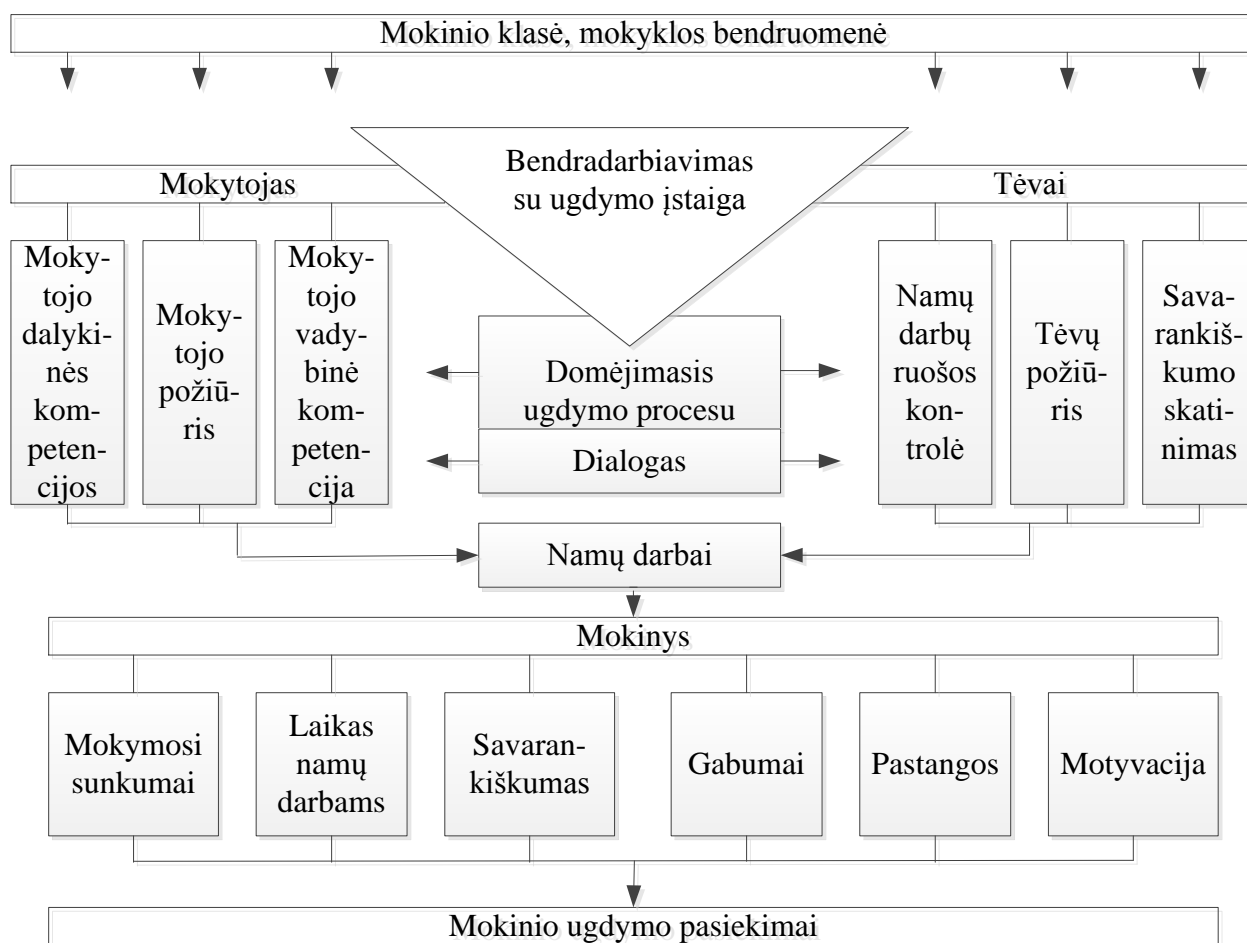 Mokinio klasė, mokyklos bendruomenė
Bendradarbiavimas
su ugdymo įstaiga
Mokytojas
Tėvai
Moky-
tojo
dalyki-
nės
kom-
peten-
cijos
Moky-
tojo
požiū-
ris
Moky-
tojo
vady-
binė
kom-
peten-
cija
Domėjimasis
ugdymo procesu
Dialogas
Namų
darbų
ruošos
kon-
trolė
Tėvų
požiū-
ris
Sava-
rankiš-
kumo
skati-
nimas
Namų darbai
Mokinys
Mokymosi
sunkumai
Laikas
namų
darbams
Savaran-
kiškumas
Gabumai
Pastangos
Motyvacija
Mokinio ugdymo pasiekimai